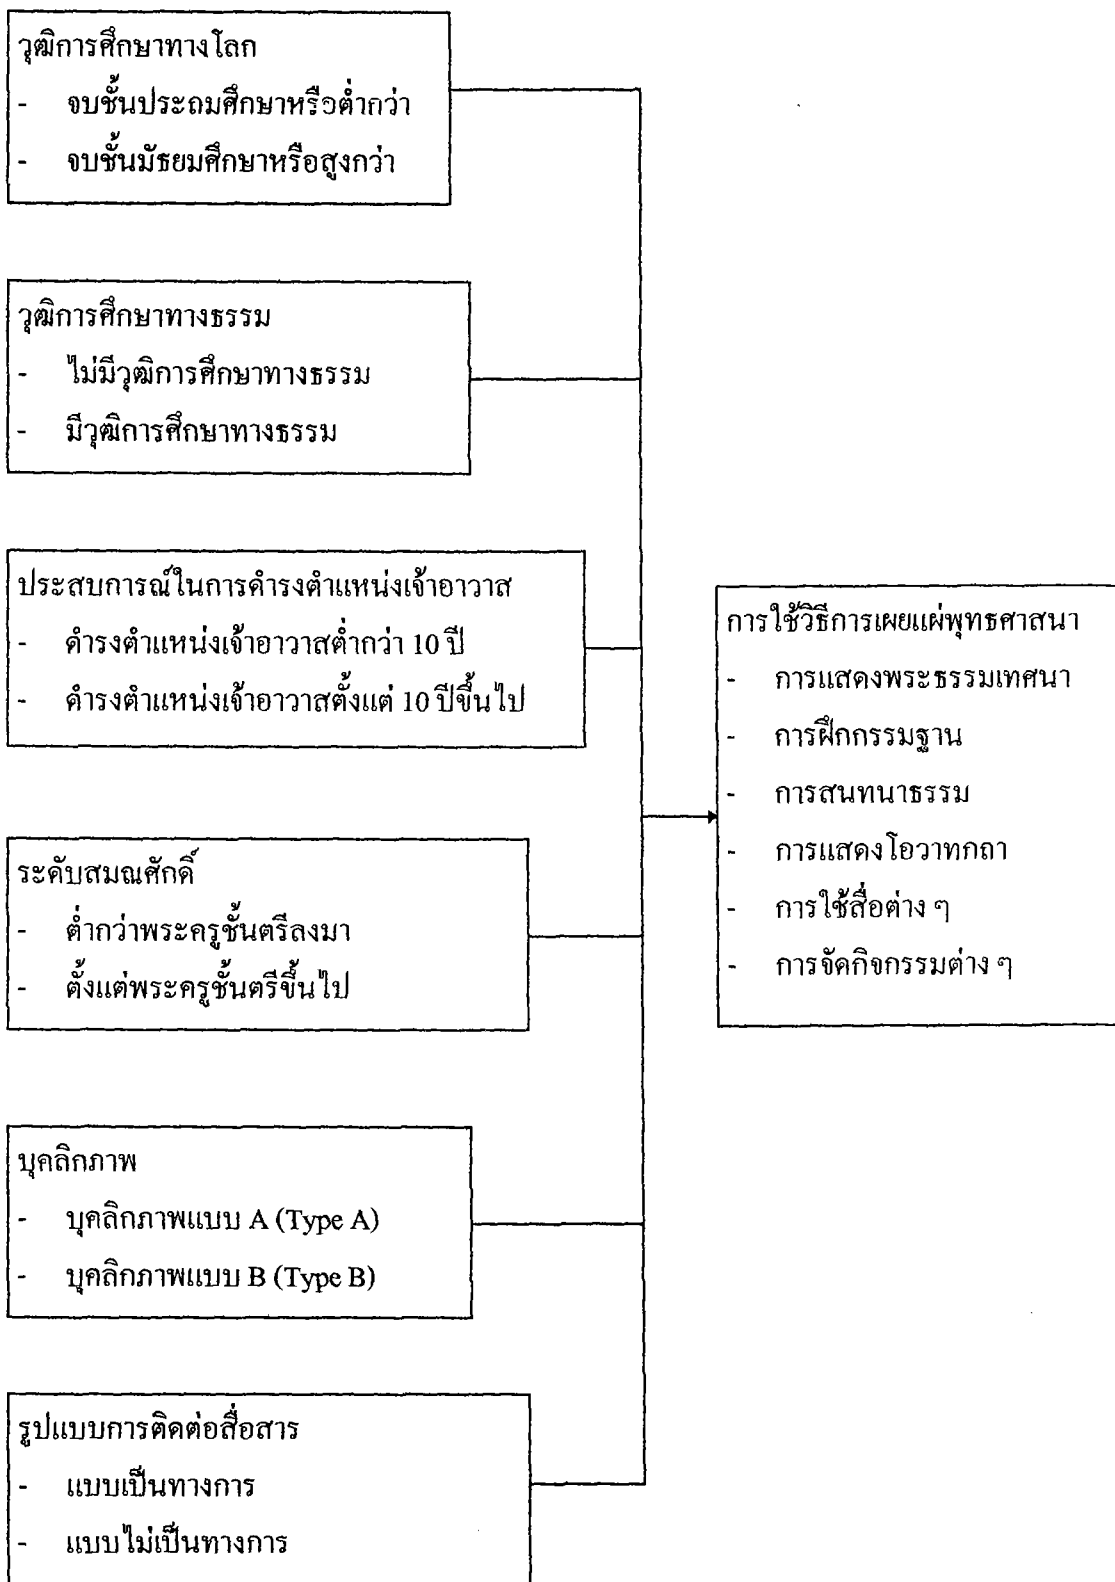 วุฒิการศึกษาทางโลก
- จบชั้นประถมศึกษาหรือต่ำกว่า
- จบชั้นมัธยมศึกษาหรือสูงกว่า
วุฒิการศึกษาทางธรรม
- ไม่มีวุฒิการศึกษาทางธรรม
- มีวุฒิการศึกษาทางธรรม
ประสบการณ์ในการดำรงตำแหน่งเจ้าอาวาส
- ดำรงตำแหน่งเจ้าอาวาสต่ำกว่า 10 ปี
- ดำรงตำแหน่งเจ้าอาวาสตั้งแต่ 10 ปีขึ้นไป
ระดับสมณศักดิ์
- ต่ำกว่าพระครูชั้นตรีลงมา
- ตั้งแต่พระครูชั้นตรีขึ้นไป
บุคลิกภาพ
- บุคลิกภาพแบบ A (Type A)
- บุคลิกภาพแบบ B (Type B)
รูปแบบการติดต่อสื่อสาร
- แบบเป็นทางการ
- แบบไม่เป็นทางการ
การใช้วิธีการเผยแผ่พุทธศาสนา
- การแสดงพระธรรมเทศนา
- การฝึกกรรมฐาน
- การสนทนาธรรม
- การแสดงโอวาทกถา
- การใช้สื่อต่าง ๆ
- การจัดกิจกรรมต่าง ๆ